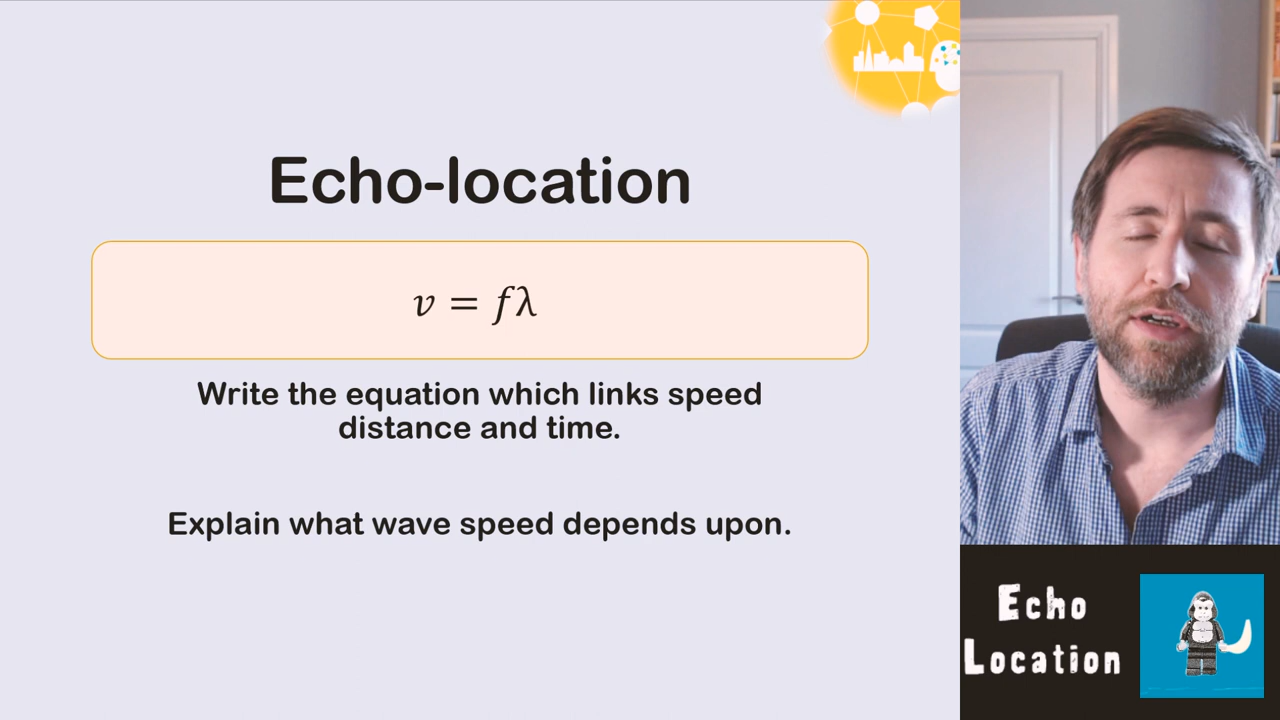 Echo-location
v = fλ
Write the equation which links speed
distance and time.
Explain what wave speed depends upon.
Echo
Location